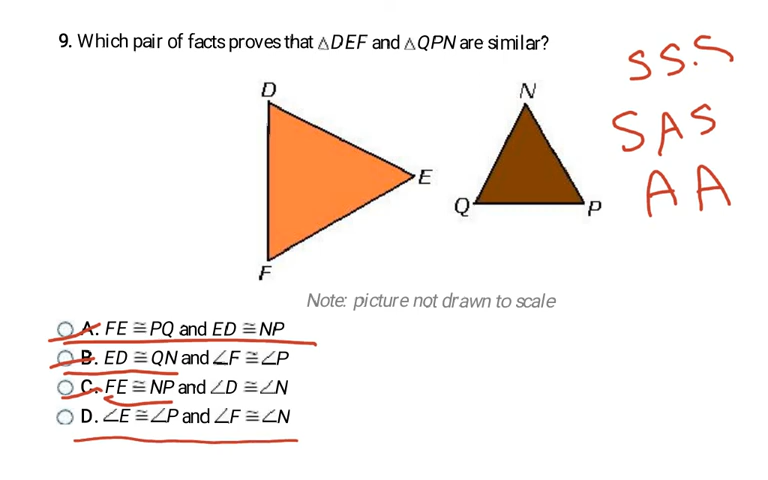 9. Which pair of facts proves that △DEF and △QPN are similar?
SS.S
D
N
SAS
E
AA
Q
P
F
Note: picture not drawn to scale
A. FE ≅ PQ and ED ≅ NP
B. ED ≅ QN and ∠F ≅ ∠P
C. FE ≅ NP and ∠D ≅ ∠N
D. ∠E ≅ ∠P and ∠F ≅ ∠N